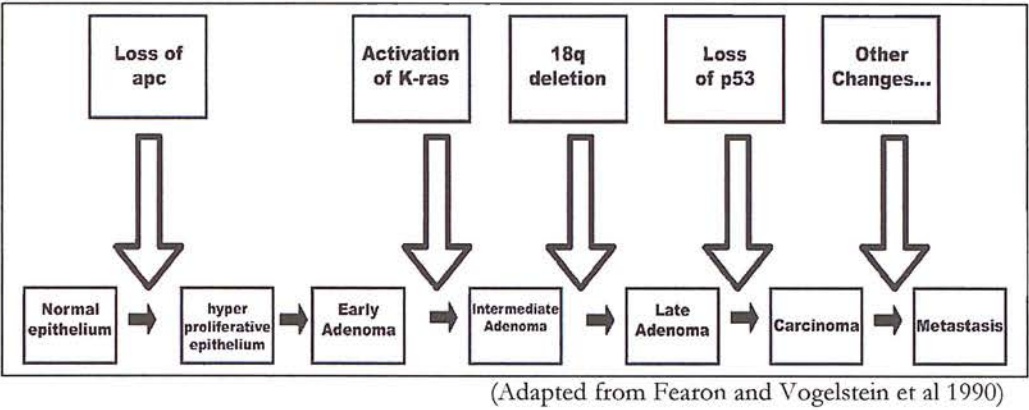 Loss of
apc
Activation
of K-ras
18q
deletion
Loss
of p53
Other
Changes...
Normal
epithelium
hyper
proliferative
epithelium
Early
Adenoma
Intermediate
Adenoma
Late
Adenoma
Carcinoma
Metastasis
(Adapted from Fearon and Vogelstein et al 1990)